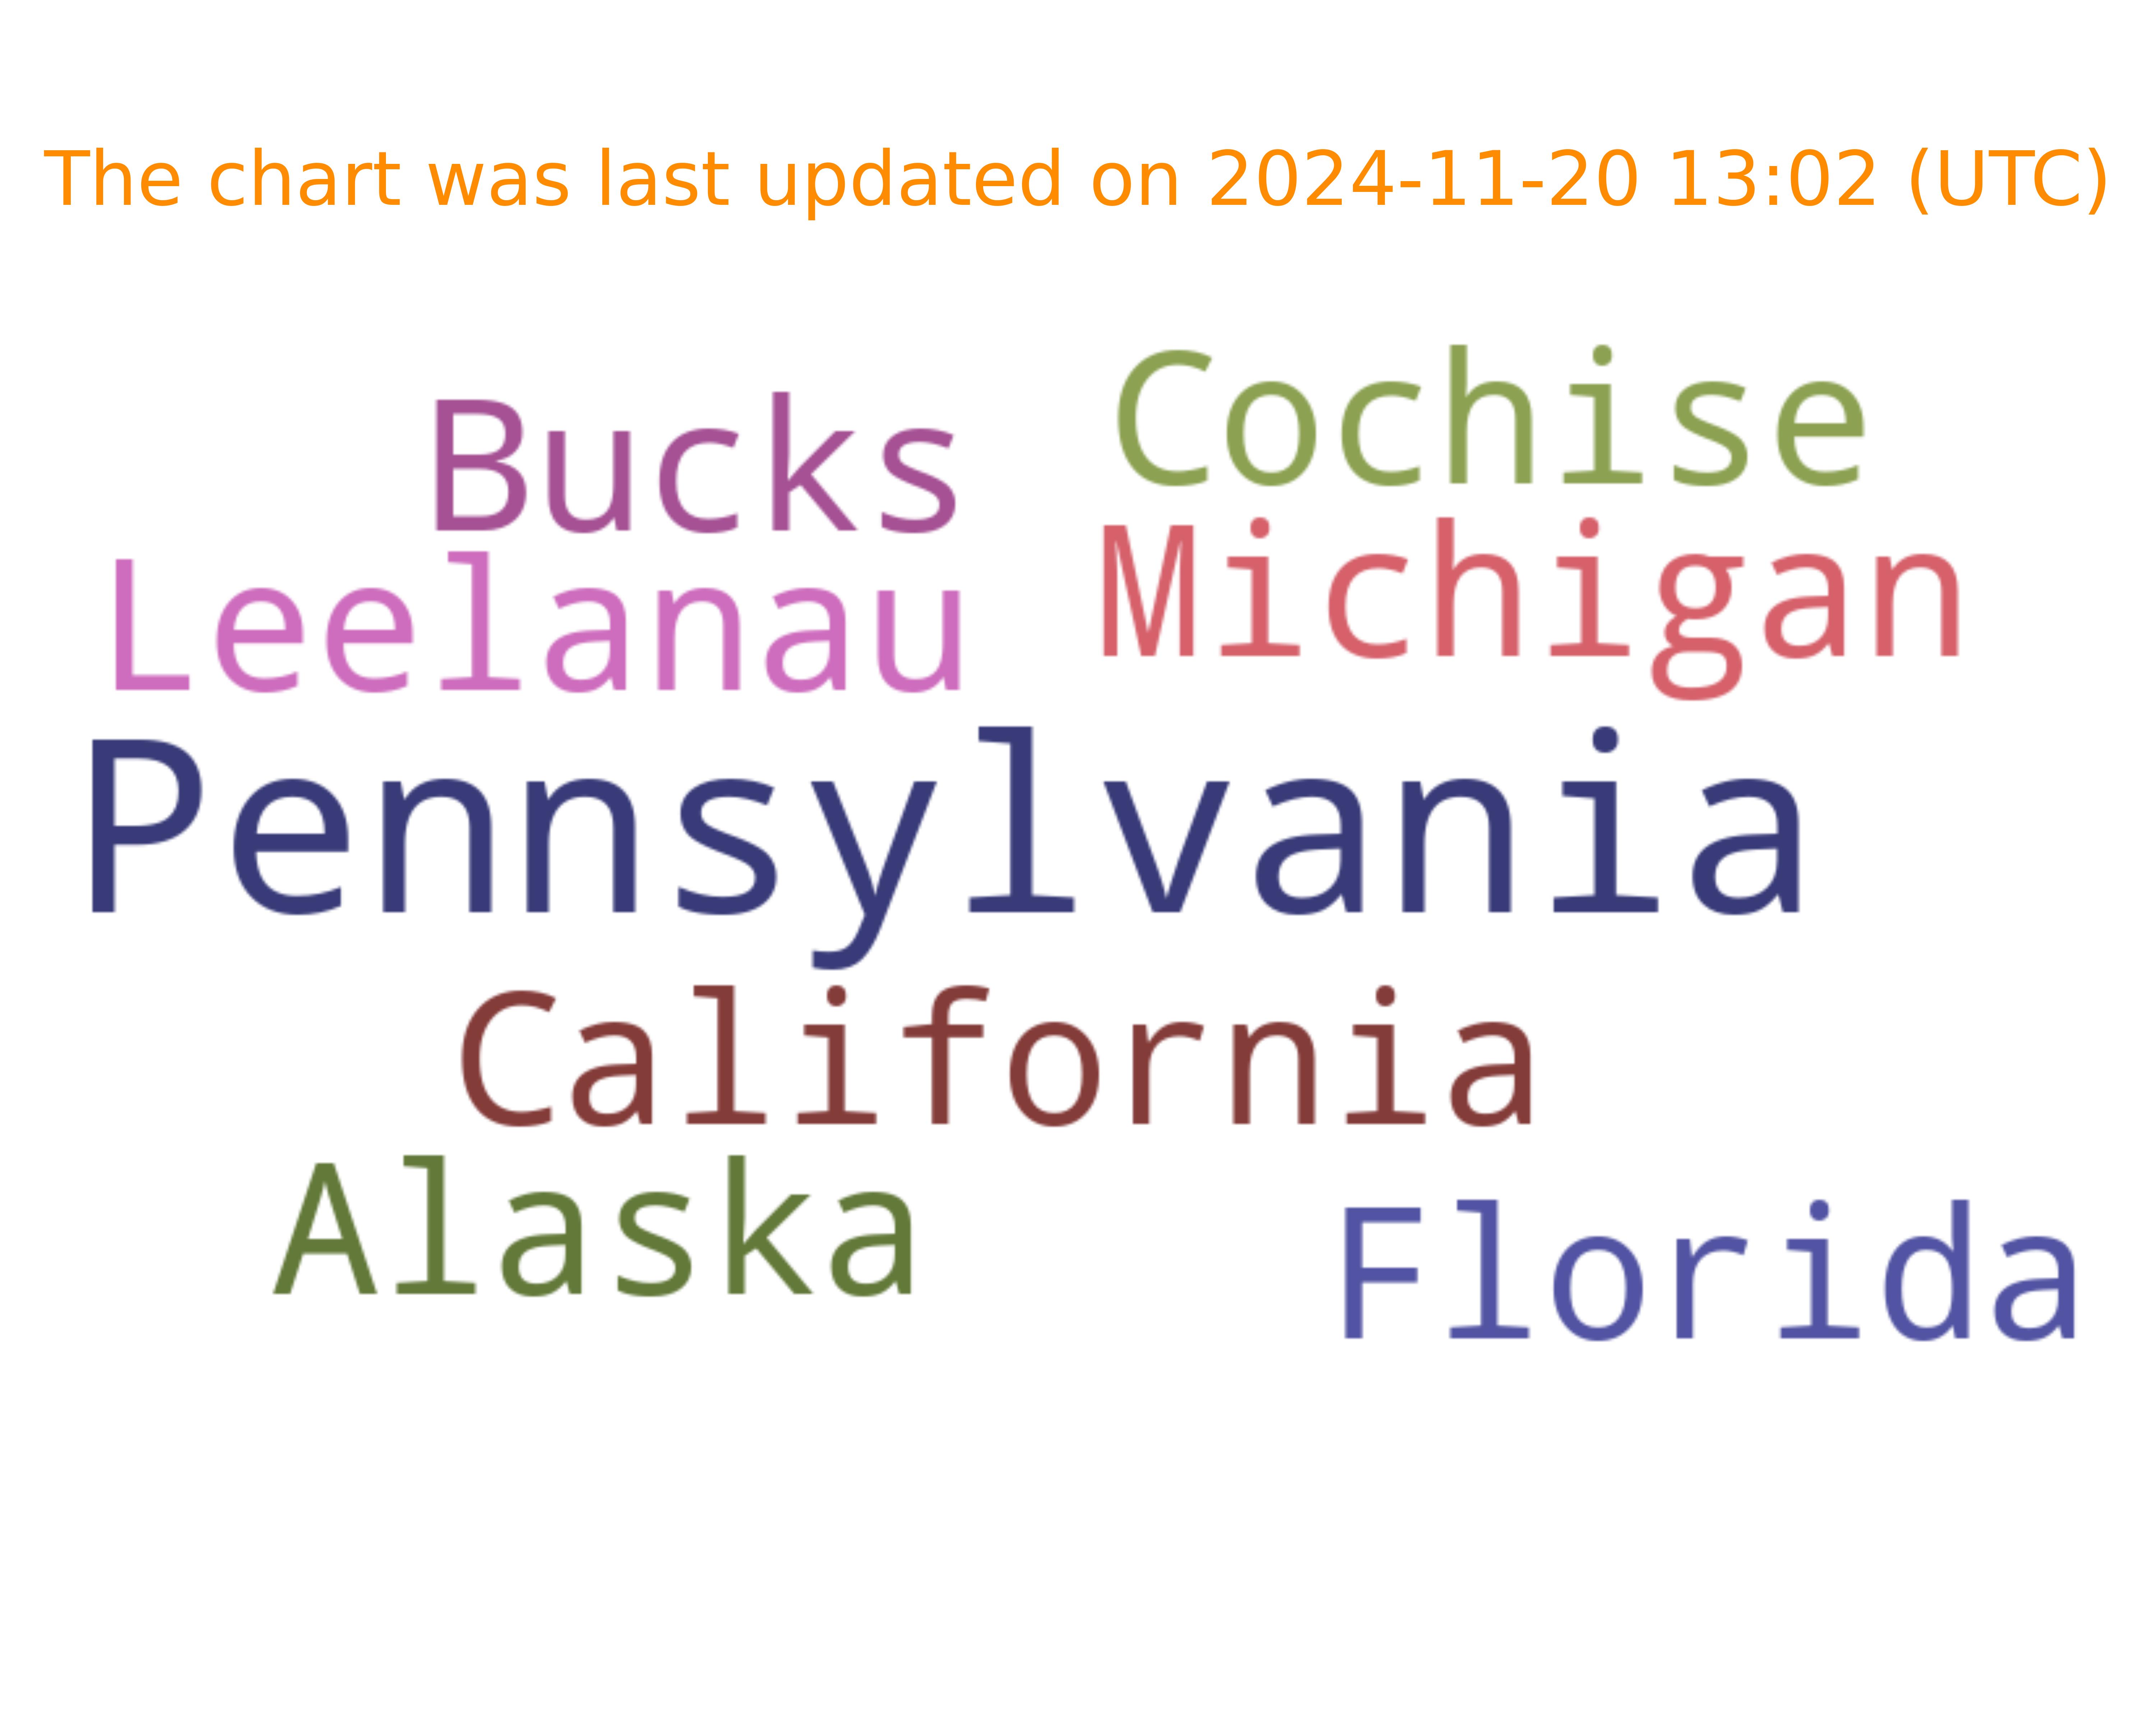 The chart was last updated on 2024-11-20 13:02 (UTC)
Bucks Cochise
Leelanau Michigan
Pennsylvania
California
Alaska Florida